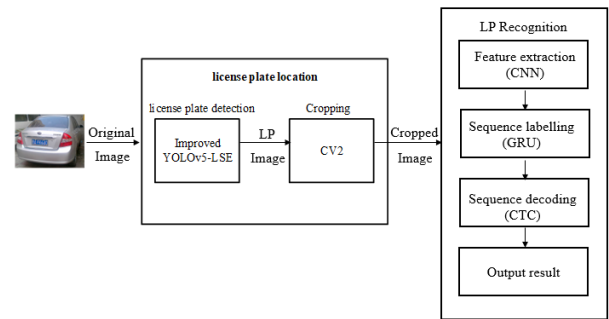 Original
Image
license plate location
license plate detection
Improved
YOLOv5-LSE
LP
Image
Cropping
CV2
Cropped
Image
LP Recognition
Feature extraction
(CNN)
Sequence labelling
(GRU)
Sequence decoding
(CTC)
Output result